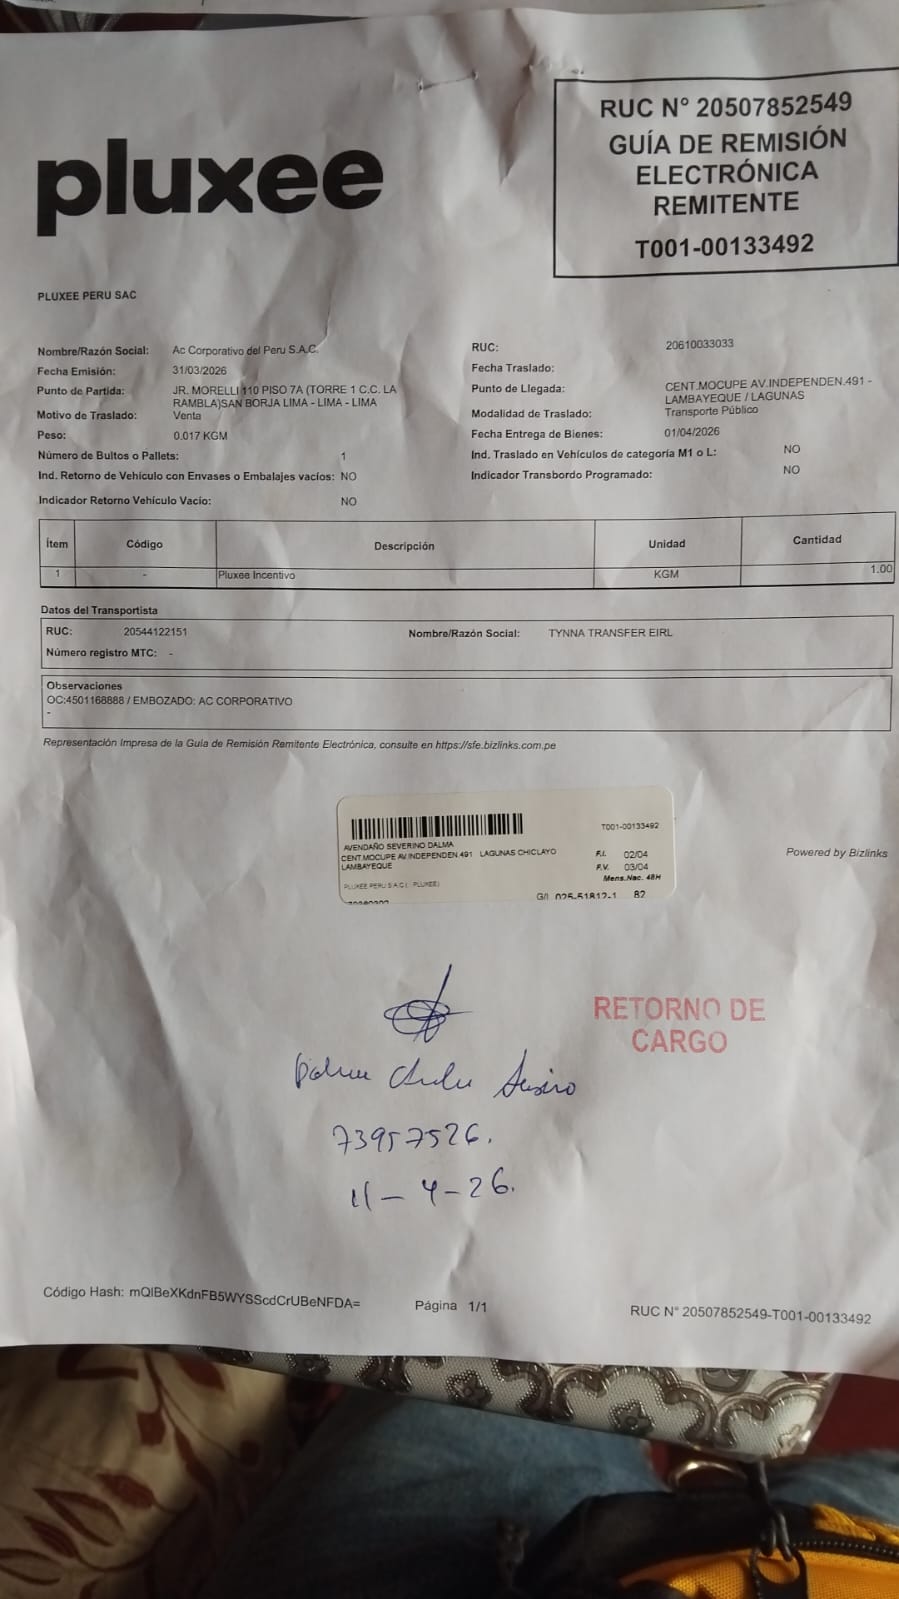 pluxee
RUC N° 20507852549
GUÍA DE REMISIÓN
ELECTRÓNICA
REMITENTE
T001-00133492
PLUXEE PERU SAC
Nombre/Razón Social: Ac Corporativo del Peru S.A.C.
Fecha Emisión: 31/03/2026
Punto de Partida: JR. MORELLI 110 PISO 7A (TORRE 1 C.C. LA
RAMBLA)SAN BORJA LIMA - LIMA - LIMA
Motivo de Traslado: Venta
Peso: 0.017 KGM
Número de Bultos o Pallets: 1
Ind. Retorno de Vehículo con Envases o Embalajes vacíos: NO
Indicador Retorno Vehículo Vacio: NO
RUC: 20610033033
Fecha Traslado:
Punto de Llegada: CENT.MOCUPE AV.INDEPENDEN.491 -
LAMBAYEQUE / LAGUNAS
Modalidad de Traslado: Transporte Público
Fecha Entrega de Bienes: 01/04/2026
Ind. Traslado en Vehículos de categoría M1 o L: NO
Indicador Transbordo Programado: NO
Ítem Código Descripción Unidad Cantidad
1 - Pluxee Incentivo KGM 1.00
Datos del Transportista
RUC: 20544122151 Nombre/Razón Social: TYNNA TRANSFER EIRL
Número registro MTC: -
Observaciones
OC:4501168888 / EMBOZADO: AC CORPORATIVO
-
Representación Impresa de la Guía de Remisión Remitente Electrónica, consulte en https://sfe.bizlinks.com.pe
T001-00133492
AVENDAÑO SEVERINO DALMA
CENT.MOCUPE AV.INDEPENDEN.491 LAGUNAS CHICLAYO
LAMBAYEQUE
F.I. 02/04
F.V. 03/04
Mens.Nac. 48H
PLUXEE PERU S.A.C ( PLUXEE)
G/I 025-51812-1 82
Powered by Bizlinks
RETORNO DE
CARGO
73957526.
11-4-26.
Código Hash: mQIBeXKdnFB5WYSScdCrUBeNFDA=
Página 1/1
RUC N° 20507852549-T001-00133492